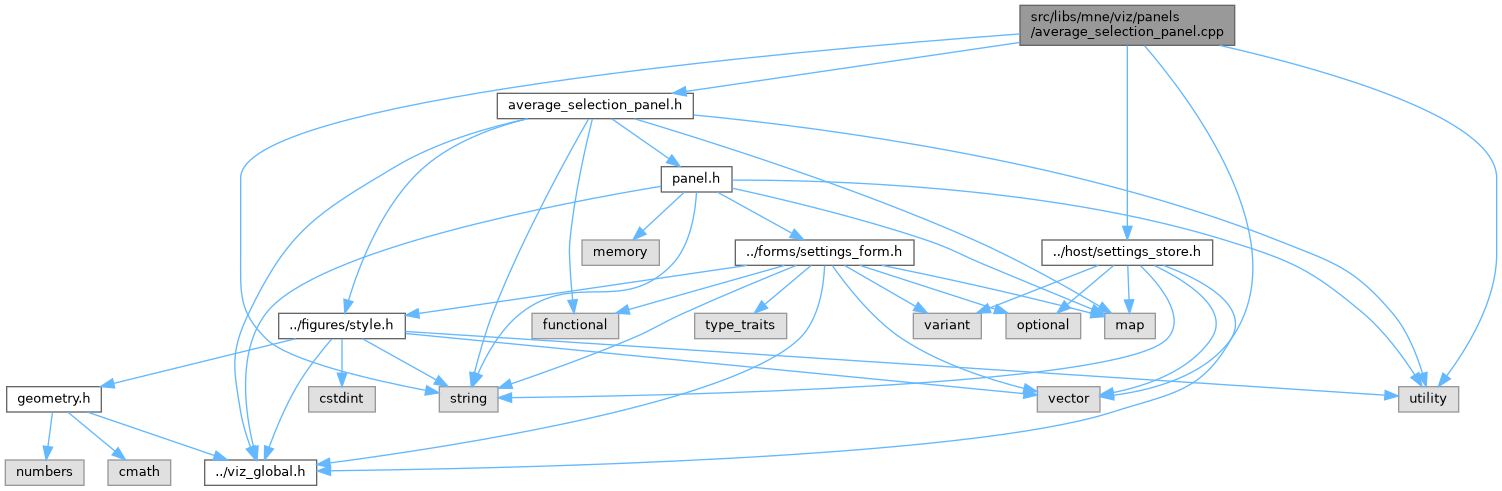 src/libs/mne/viz/panels
/average_selection_panel.cpp
average_selection_panel.h
panel.h
memory
../forms/settings_form.h
../host/settings_store.h
../figures/style.h
functional
type_traits
variant
optional
map
geometry.h
cstdint
string
vector
utility
numbers
cmath
../viz_global.h